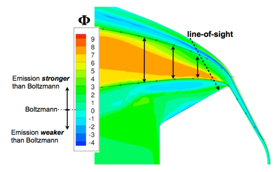 Φ
line-of-sight
9
8
7
6
5
4
3
2
1
0
-1
-2
-3
-4
Emission stronger
than Boltzmann
Boltzmann
Emission weaker
than Boltzmann